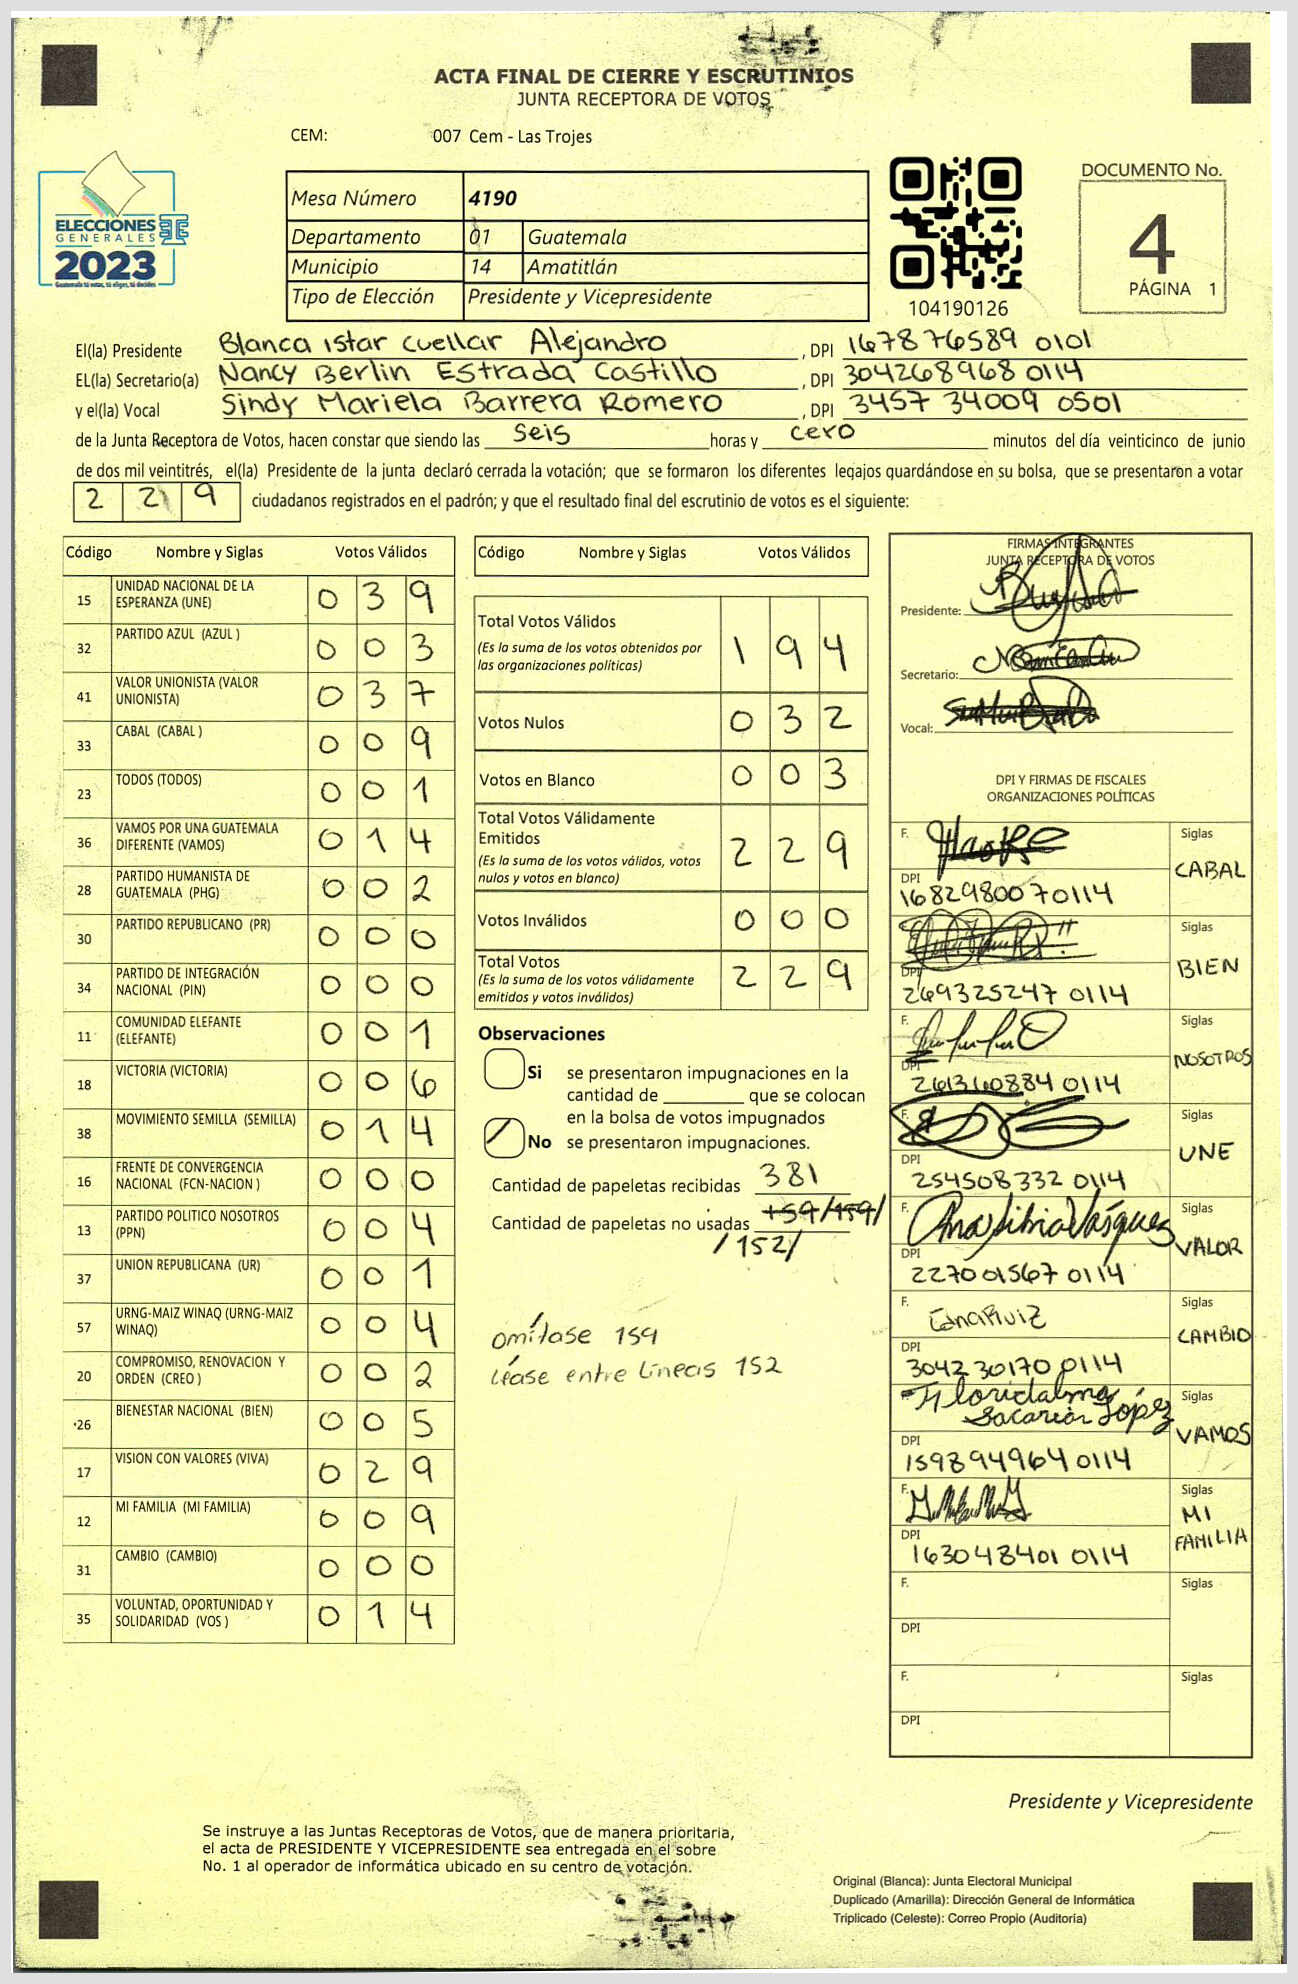 ACTA FINAL DE CIERRE Y ESCRUTINIOS
JUNTA RECEPTORA DE VOTOS
CEM: 007 Cem - Las Trojes
ELECCIONES
GENERALES
2023
Guatemala tú votas, tú eliges, tú decides
Mesa Número 4190
Departamento 01 Guatemala
Municipio 14 Amatitlán
Tipo de Elección Presidente y Vicepresidente
104190126
DOCUMENTO No.
4
PÁGINA 1
El(la) Presidente Blanca istar cuellar Alejandro , DPI 167876589 0101
EL(la) Secretario(a) Nancy Berlin Estrada Castillo , DPI 304268968 0114
y el(la) Vocal Sindy Mariela Barrera Romero , DPI 3457 34009 0501
de la Junta Receptora de Votos, hacen constar que siendo las seis horas y cero minutos del día veinticinco de junio
de dos mil veintitrés, el(la) Presidente de la junta declaró cerrada la votación; que se formaron los diferentes legajos guardándose en su bolsa, que se presentaron a votar
2 2 9 ciudadanos registrados en el padrón; y que el resultado final del escrutinio de votos es el siguiente:
Código Nombre y Siglas Votos Válidos
15 UNIDAD NACIONAL DE LA ESPERANZA (UNE) 0 3 9
32 PARTIDO AZUL (AZUL ) 0 0 3
41 VALOR UNIONISTA (VALOR UNIONISTA) 0 3 7
33 CABAL (CABAL ) 0 0 9
23 TODOS (TODOS) 0 0 1
36 VAMOS POR UNA GUATEMALA DIFERENTE (VAMOS) 0 1 4
28 PARTIDO HUMANISTA DE GUATEMALA (PHG) 0 0 2
30 PARTIDO REPUBLICANO (PR) 0 0 0
34 PARTIDO DE INTEGRACIÓN NACIONAL (PIN) 0 0 0
11 COMUNIDAD ELEFANTE (ELEFANTE) 0 0 1
18 VICTORIA (VICTORIA) 0 0 6
38 MOVIMIENTO SEMILLA (SEMILLA) 0 1 4
16 FRENTE DE CONVERGENCIA NACIONAL (FCN-NACION ) 0 0 0
13 PARTIDO POLITICO NOSOTROS (PPN) 0 0 4
37 UNION REPUBLICANA (UR) 0 0 1
57 URNG-MAIZ WINAQ (URNG-MAIZ WINAQ) 0 0 4
20 COMPROMISO, RENOVACION Y ORDEN (CREO ) 0 0 2
26 BIENESTAR NACIONAL (BIEN) 0 0 5
17 VISION CON VALORES (VIVA) 0 2 9
12 MI FAMILIA (MI FAMILIA) 0 0 9
31 CAMBIO (CAMBIO) 0 0 0
35 VOLUNTAD, OPORTUNIDAD Y SOLIDARIDAD (VOS ) 0 1 4
Código Nombre y Siglas Votos Válidos
Total Votos Válidos 1 9 4
(Es la suma de los votos obtenidos por
las organizaciones políticas)
Votos Nulos 0 3 2
Votos en Blanco 0 0 3
Total Votos Válidamente
Emitidos 2 2 9
(Es la suma de los votos válidos, votos
nulos y votos en blanco)
Votos Inválidos 0 0 0
Total Votos 2 2 9
(Es la suma de los votos válidamente
emitidos y votos inválidos)
Observaciones
Si se presentaron impugnaciones en la
cantidad de ________ que se colocan
en la bolsa de votos impugnados
No se presentaron impugnaciones.
Cantidad de papeletas recibidas 381
Cantidad de papeletas no usadas 159/159/
/152/
omítase 159
léase entre líneas 152
FIRMAS INTEGRANTES
JUNTA RECEPTORA DE VOTOS
Presidente:
Secretario:
Vocal:
DPI Y FIRMAS DE FISCALES
ORGANIZACIONES POLÍTICAS
F. Siglas
CABAL
DPI
1682980070114
Siglas
BIEN
DPI
269325247 0114
F. Siglas
NOSOTROS
DPI
261360884 0114
F. Siglas
UNE
DPI
254508332 0114
F. Ana Silvia Vásquez Siglas
VALOR
DPI
227001567 0114
F. Edna Ruiz Siglas
CAMBIO
DPI
304230170 0114
Floridalma
Sacarías López
Siglas
VAMOS
DPI
159894964 0114
F. Siglas
MI
FAMILIA
DPI
163048401 0114
F. Siglas
DPI
F. Siglas
DPI
Presidente y Vicepresidente
Se instruye a las Juntas Receptoras de Votos, que de manera prioritaria,
el acta de PRESIDENTE Y VICEPRESIDENTE sea entregada en el sobre
No. 1 al operador de informática ubicado en su centro de votación.
Original (Blanca): Junta Electoral Municipal
Duplicado (Amarilla): Dirección General de Informática
Triplicado (Celeste): Correo Propio (Auditoría)